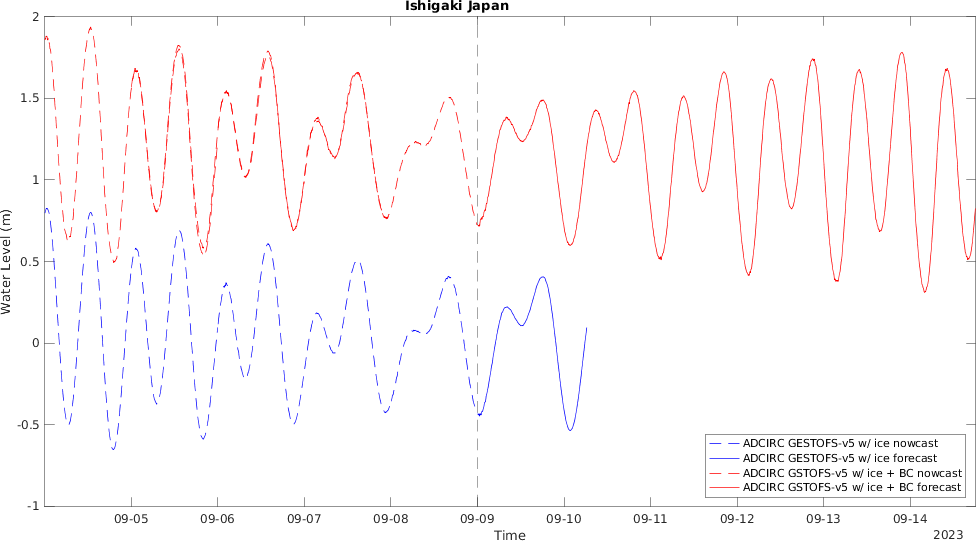 Ishigaki Japan
Water Level (m)
2
1.5
1
0.5
0
-0.5
-1
09-05
09-06
09-07
09-08
09-09
09-10
09-11
09-12
09-13
09-14
Time
2023
ADCIRC GESTOFS-v5 w/ ice nowcast
ADCIRC GESTOFS-v5 w/ ice forecast
ADCIRC GSTOFS-v5 w/ ice + BC nowcast
ADCIRC GSTOFS-v5 w/ ice + BC forecast